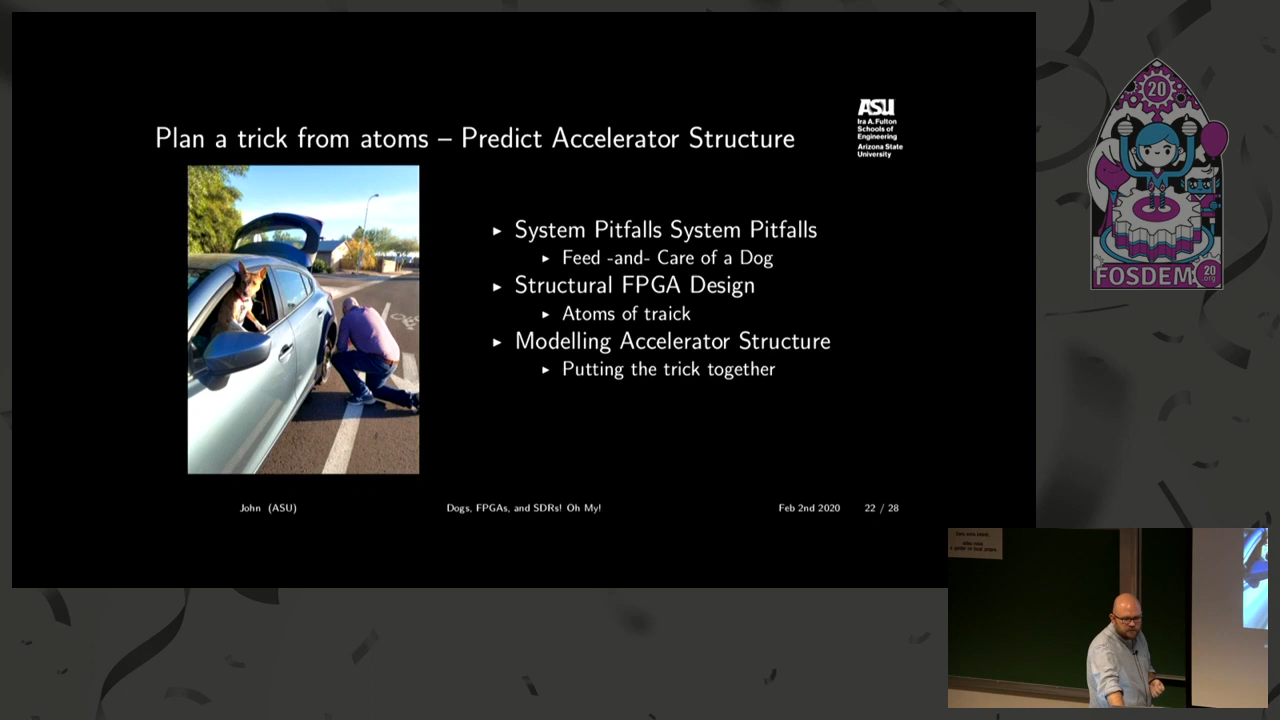 Plan a trick from atoms – Predict Accelerator Structure
ASU
Ira A. Fulton
Schools of
Engineering
Arizona State
University
▸ System Pitfalls System Pitfalls
▸ Feed -and- Care of a Dog
▸ Structural FPGA Design
▸ Atoms of traick
▸ Modelling Accelerator Structure
▸ Putting the trick together
John (ASU)
Dogs, FPGAs, and SDRs! Oh My!
Feb 2nd 2020
22 / 28
20
FOSDEM
20
.org